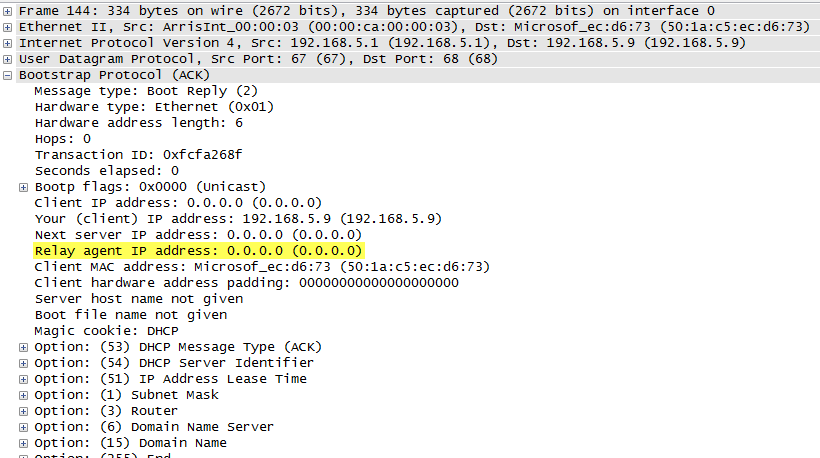 Frame 144: 334 bytes on wire (2672 bits), 334 bytes captured (2672 bits) on interface 0
Ethernet II, Src: ArrisInt_00:00:03 (00:00:ca:00:00:03), Dst: Microsof_ec:d6:73 (50:1a:c5:ec:d6:73)
Internet Protocol Version 4, Src: 192.168.5.1 (192.168.5.1), Dst: 192.168.5.9 (192.168.5.9)
User Datagram Protocol, Src Port: 67 (67), Dst Port: 68 (68)
Bootstrap Protocol (ACK)
Message type: Boot Reply (2)
Hardware type: Ethernet (0x01)
Hardware address length: 6
Hops: 0
Transaction ID: 0xfcfa268f
Seconds elapsed: 0
Bootp flags: 0x0000 (Unicast)
Client IP address: 0.0.0.0 (0.0.0.0)
Your (client) IP address: 192.168.5.9 (192.168.5.9)
Next server IP address: 0.0.0.0 (0.0.0.0)
Relay agent IP address: 0.0.0.0 (0.0.0.0)
Client MAC address: Microsof_ec:d6:73 (50:1a:c5:ec:d6:73)
Client hardware address padding: 00000000000000000000
Server host name not given
Boot file name not given
Magic cookie: DHCP
Option: (53) DHCP Message Type (ACK)
Option: (54) DHCP Server Identifier
Option: (51) IP Address Lease Time
Option: (1) Subnet Mask
Option: (3) Router
Option: (6) Domain Name Server
Option: (15) Domain Name
Option: (255) End